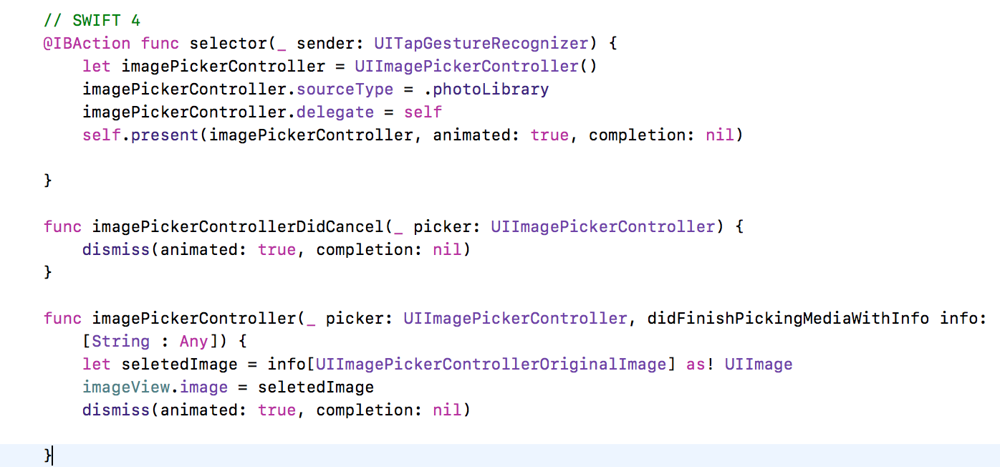 // SWIFT 4
@IBAction func selector(_ sender: UITapGestureRecognizer) {
    let imagePickerController = UIImagePickerController()
    imagePickerController.sourceType = .photoLibrary
    imagePickerController.delegate = self
    self.present(imagePickerController, animated: true, completion: nil)

}

func imagePickerControllerDidCancel(_ picker: UIImagePickerController) {
    dismiss(animated: true, completion: nil)
}

func imagePickerController(_ picker: UIImagePickerController, didFinishPickingMediaWithInfo info:
    [String : Any]) {
    let seletedImage = info[UIImagePickerControllerOriginalImage] as! UIImage
    imageView.image = seletedImage
    dismiss(animated: true, completion: nil)

}